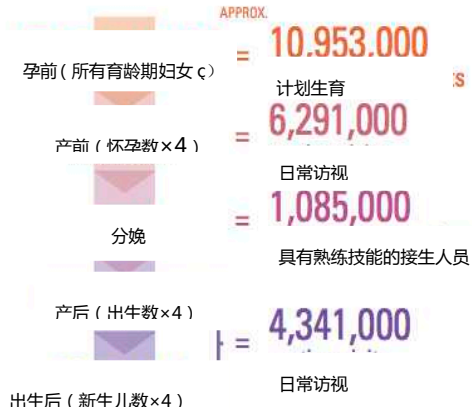 APPROX.
孕前（所有育龄期妇女ς） = 10,953,000
计划生育
产前（怀孕数×4） = 6,291,000
日常访视
分娩 = 1,085,000
具有熟练技能的接生人员
产后（出生数×4）
= 4,341,000
日常访视
出生后（新生儿数×4）